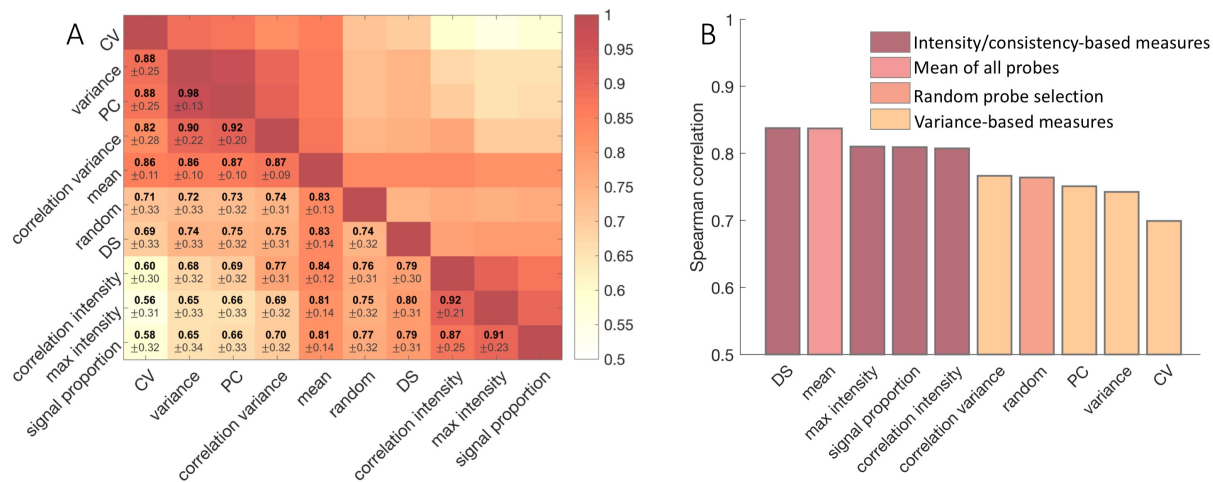 A
CV
variance
0.88
±0.25
PC
0.88 0.98
±0.25 ±0.13
correlation variance
0.82 0.90 0.92
±0.28 ±0.22 ±0.20
mean
0.86 0.86 0.87 0.87
±0.11 ±0.10 ±0.10 ±0.09
random
0.71 0.72 0.73 0.74 0.83
±0.33 ±0.33 ±0.32 ±0.31 ±0.13
DS
0.69 0.74 0.75 0.75 0.83 0.74
±0.33 ±0.33 ±0.32 ±0.31 ±0.14 ±0.32
correlation intensity
0.60 0.68 0.69 0.77 0.84 0.76 0.79
±0.30 ±0.32 ±0.32 ±0.31 ±0.12 ±0.31 ±0.30
max intensity
0.56 0.65 0.66 0.69 0.81 0.75 0.80 0.92
±0.31 ±0.33 ±0.33 ±0.32 ±0.14 ±0.32 ±0.31 ±0.21
signal proportion
0.58 0.65 0.66 0.70 0.81 0.77 0.79 0.87 0.91
±0.32 ±0.34 ±0.33 ±0.32 ±0.14 ±0.32 ±0.31 ±0.25 ±0.23
CV
variance
PC
correlation variance
mean
random
DS
correlation intensity
max intensity
signal proportion
1
0.95
0.9
0.85
0.8
0.75
0.7
0.65
0.6
0.55
0.5
B
Intensity/consistency-based measures
Mean of all probes
Random probe selection
Variance-based measures
Spearman correlation
1
0.9
0.8
0.7
0.6
0.5
DS
mean
max intensity
signal proportion
correlation intensity
correlation variance
random
PC
variance
CV